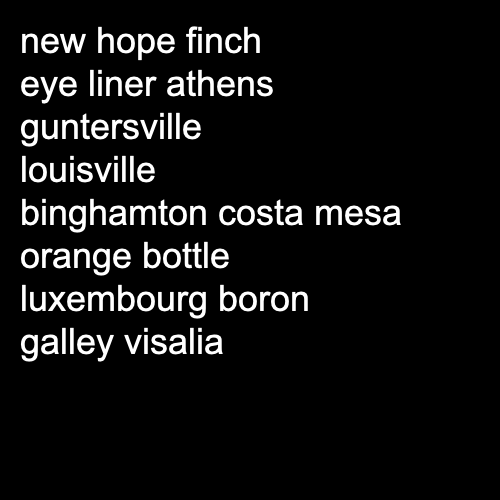 new hope finch
eye liner athens
guntersville
louisville
binghamton costa mesa
orange bottle
luxembourg boron
galley visalia